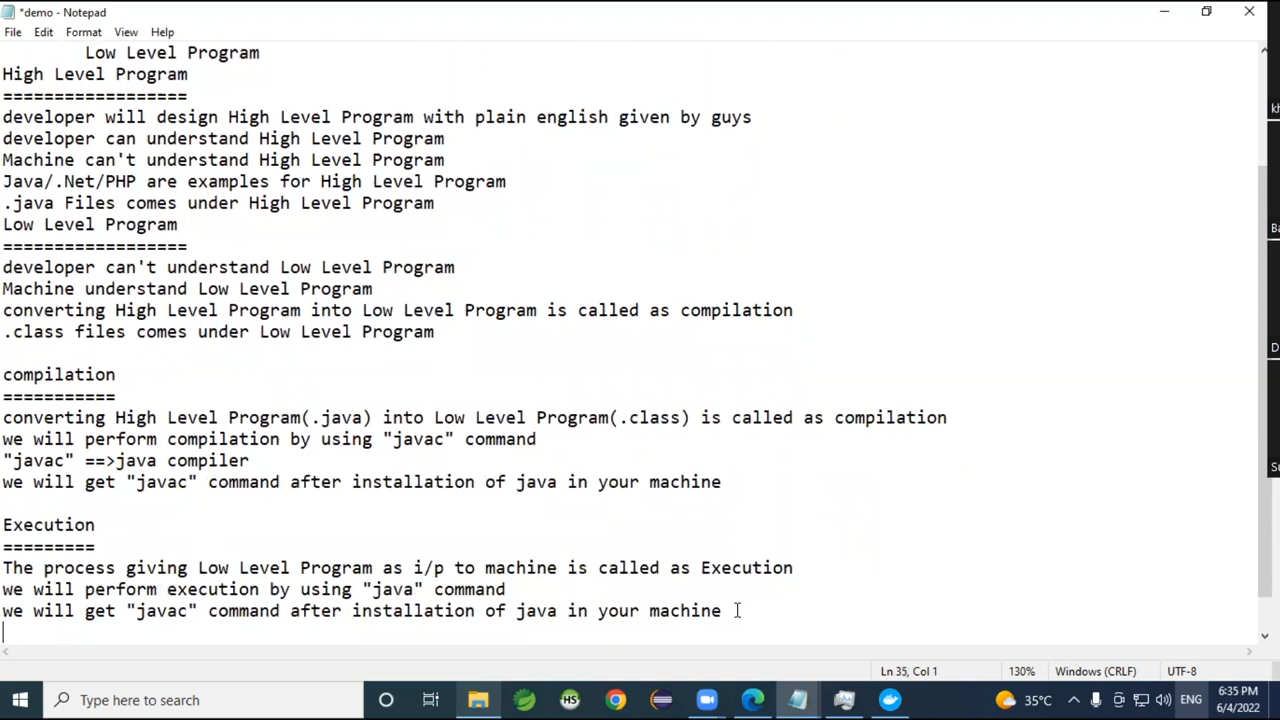 *demo - Notepad
File Edit Format View Help
Low Level Program
High Level Program
==================
developer will design High Level Program with plain english given by guys
developer can understand High Level Program
Machine can't understand High Level Program
Java/.Net/PHP are examples for High Level Program
.java Files comes under High Level Program
Low Level Program
==================
developer can't understand Low Level Program
Machine understand Low Level Program
converting High Level Program into Low Level Program is called as compilation
.class files comes under Low Level Program
compilation
===========
converting High Level Program(.java) into Low Level Program(.class) is called as compilation
we will perform compilation by using "javac" command
"javac" ==>java compiler
we will get "javac" command after installation of java in your machine
Execution
=========
The process giving Low Level Program as i/p to machine is called as Execution
we will perform execution by using "java" command
we will get "javac" command after installation of java in your machine
Ln 35, Col 1 130% Windows (CRLF) UTF-8
Type here to search HS 35°C ENG 6:35 PM
6/4/2022